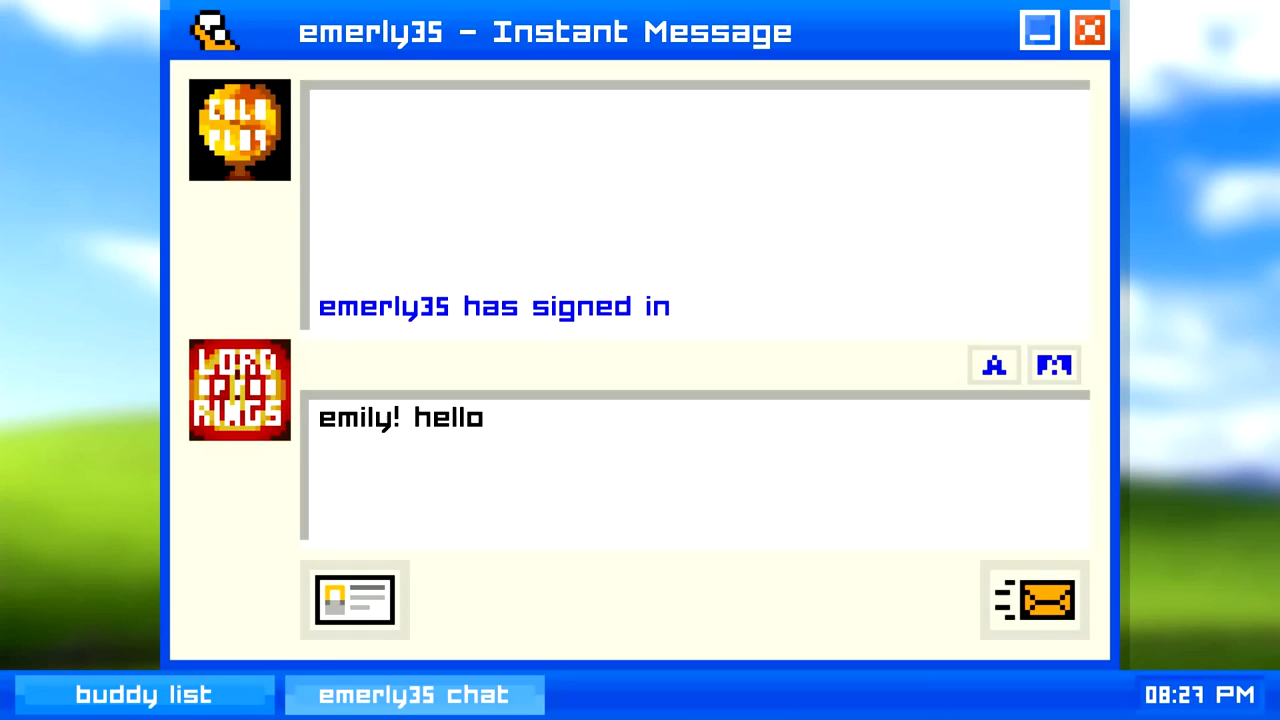 emerly35 - Instant Message
COLD
PLAY
emerly35 has signed in
LORD
OF THE
RINGS
A
emily! hello
buddy list
emerly35 chat
08:27 PM